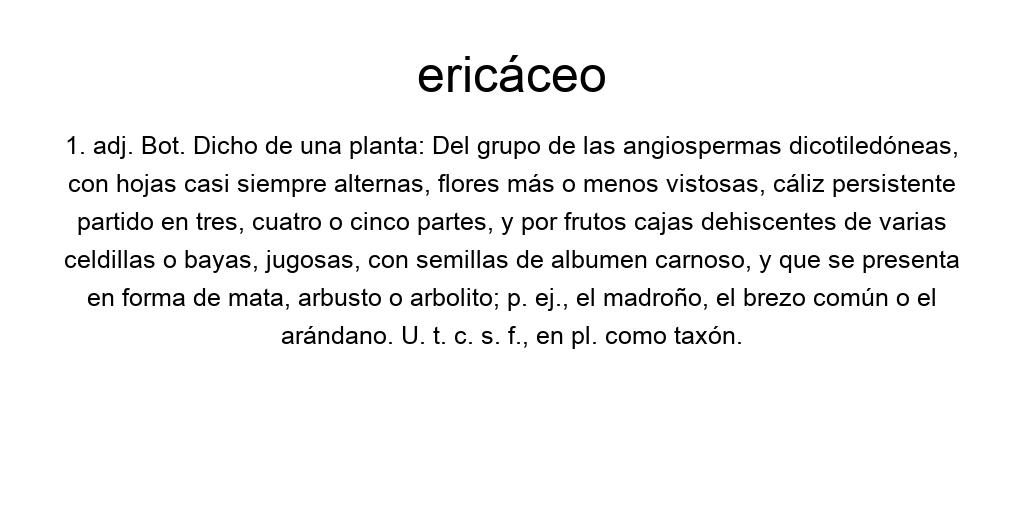 ericáceo
1. adj. Bot. Dicho de una planta: Del grupo de las angiospermas dicotiledóneas,
con hojas casi siempre alternas, flores más o menos vistosas, cáliz persistente
partido en tres, cuatro o cinco partes, y por frutos cajas dehiscentes de varias
celdillas o bayas, jugosas, con semillas de albumen carnoso, y que se presenta
en forma de mata, arbusto o arbolito; p. ej., el madroño, el brezo común o el
arándano. U. t. c. s. f., en pl. como taxón.